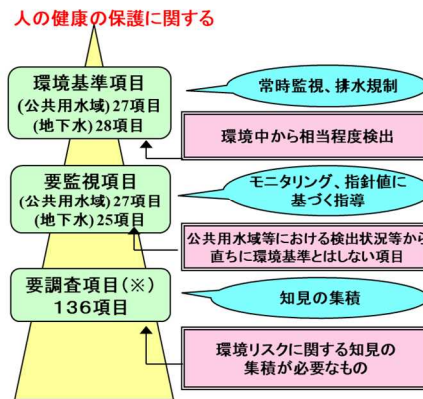 人の健康の保護に関する
環境基準項目
(公共用水域)27項目
(地下水)28項目
常時監視、排水規制
環境中から相当程度検出
要監視項目
(公共用水域)27項目
(地下水)25項目
モニタリング、指針値に
基づく指導
公共用水域等における検出状況等から
直ちに環境基準とはしない項目
要調査項目(※)
136項目
知見の集積
環境リスクに関する知見の
集積が必要なもの